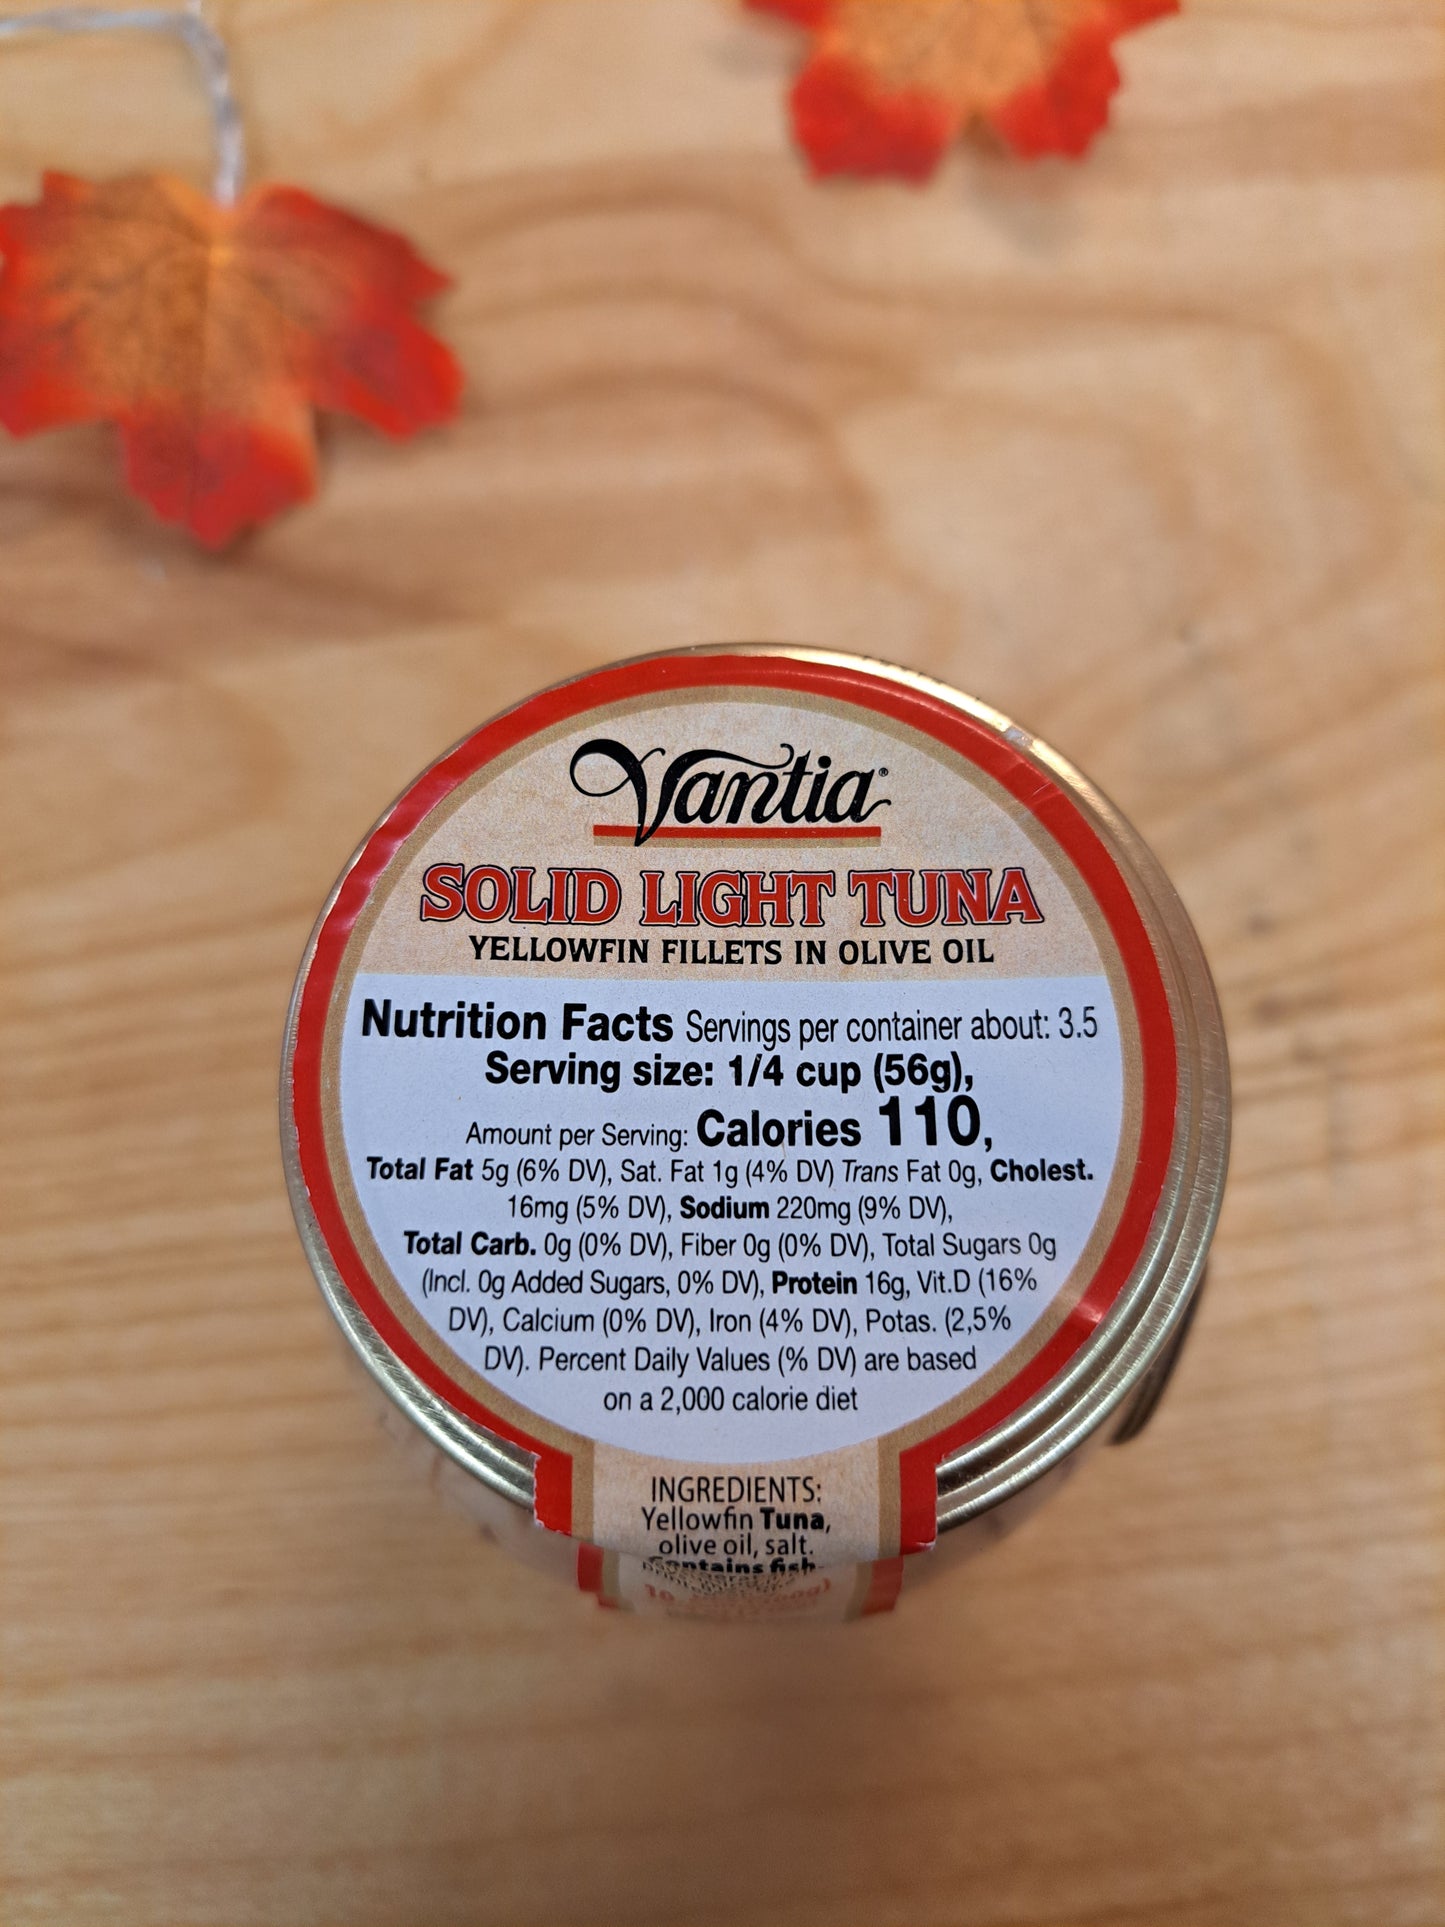 Vantia®
SOLID LIGHT TUNA
YELLOWFIN FILLETS IN OLIVE OIL
Nutrition Facts Servings per container about: 3.5
Serving size: 1/4 cup (56g),
Amount per Serving: Calories 110,
Total Fat 5g (6% DV), Sat. Fat 1g (4% DV) Trans Fat 0g, Cholest.
16mg (5% DV), Sodium 220mg (9% DV),
Total Carb. 0g (0% DV), Fiber 0g (0% DV), Total Sugars 0g
(Incl. 0g Added Sugars, 0% DV), Protein 16g, Vit.D (16%
DV), Calcium (0% DV), Iron (4% DV), Potas. (2,5%
DV). Percent Daily Values (% DV) are based
on a 2,000 calorie diet
INGREDIENTS:
Yellowfin Tuna,
olive oil, salt.
Contains fish